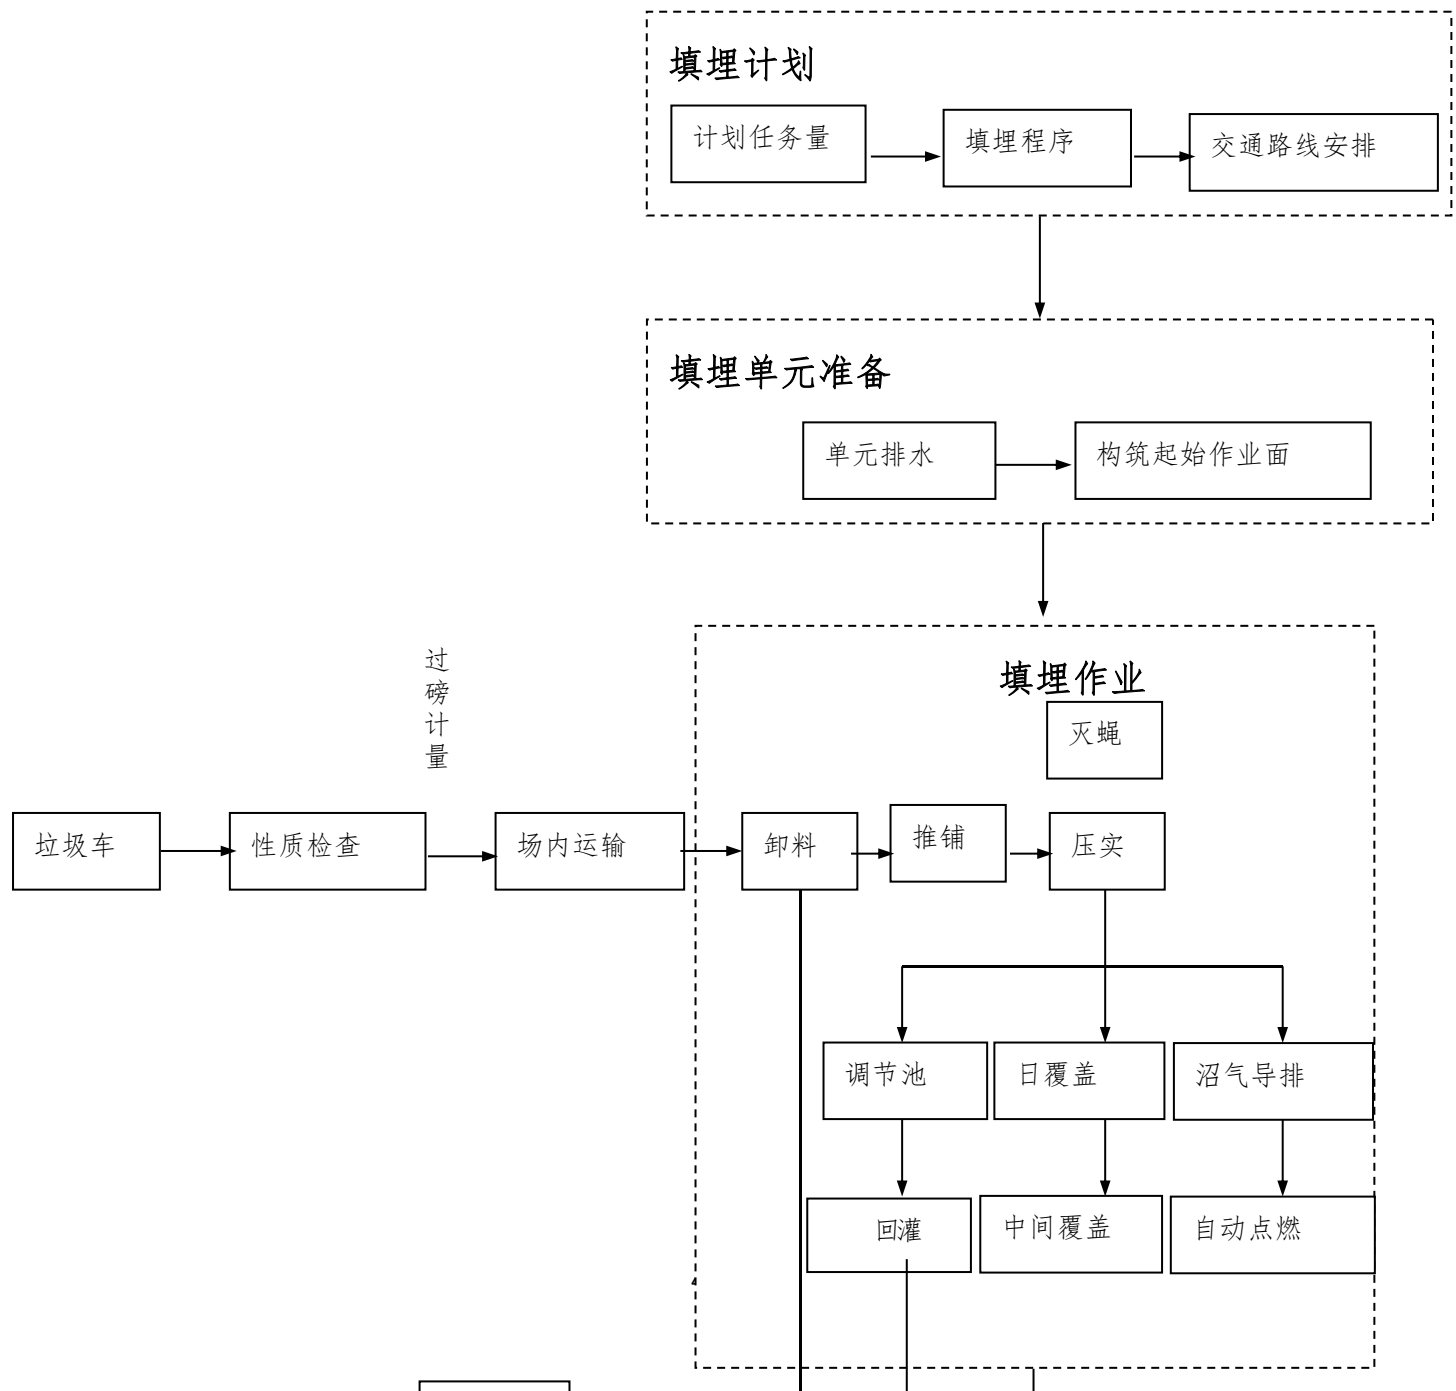 填埋计划
计划任务量
填埋程序
交通路线安排
填埋单元准备
单元排水
构筑起始作业面
过磅计量
填埋作业
灭蝇
垃圾车
性质检查
场内运输
卸料
推铺
压实
调节池
日覆盖
沼气导排
回灌
中间覆盖
自动点燃